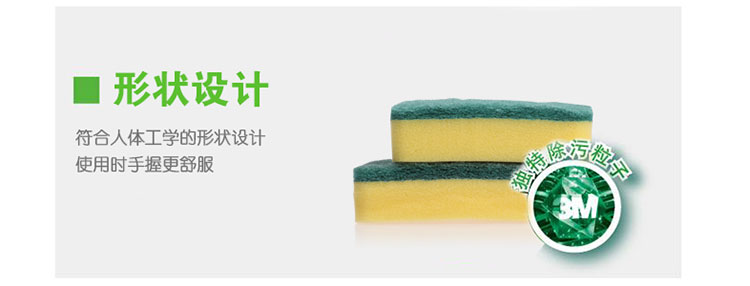 形状设计
符合人体工学的形状设计
使用时手握更舒服
独特除污粒子
3M